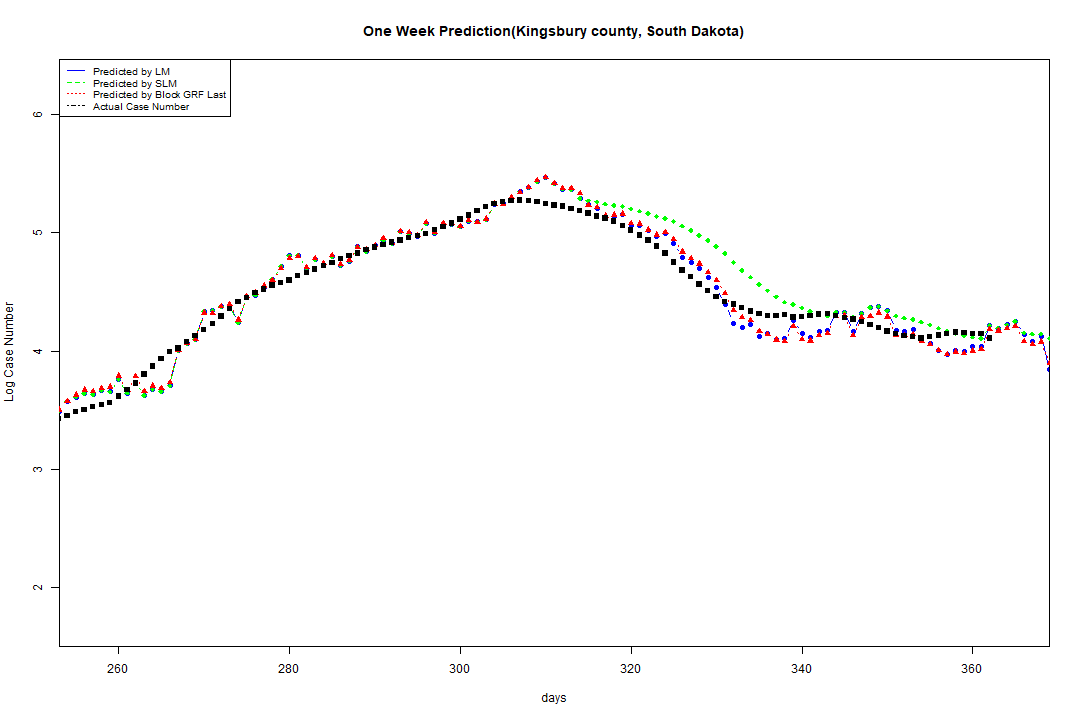 One Week Prediction(Kingsbury county, South Dakota)
Predicted by LM
Predicted by SLM
Predicted by Block GRF Last
Actual Case Number
6
5
4
3
2
Log Case Number
260 280 300 320 340 360
days